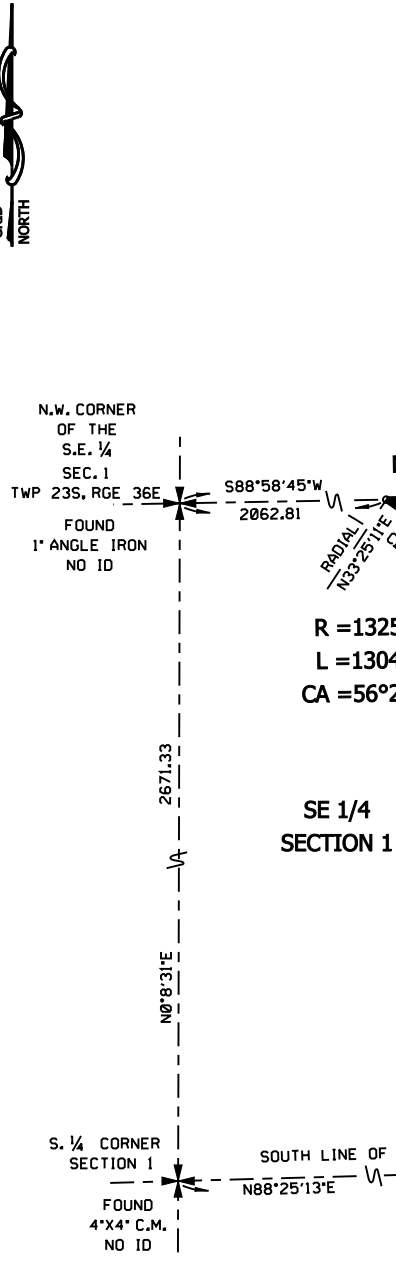 NORTH
N.W. CORNER
OF THE
S.E. ¼
SEC. 1
TWP 23S, RGE 36E
FOUND
1" ANGLE IRON
NO ID
S88°58'45"W
2062.81
RADIAL
N33°25'11"E
R =1325
L =1304
CA =56°2
2671.33
SE 1/4
SECTION 1
N0°8'31"E
S. ¼ CORNER
SECTION 1
SOUTH LINE OF
N88°25'13"E
FOUND
4"X4" C.M.
NO ID